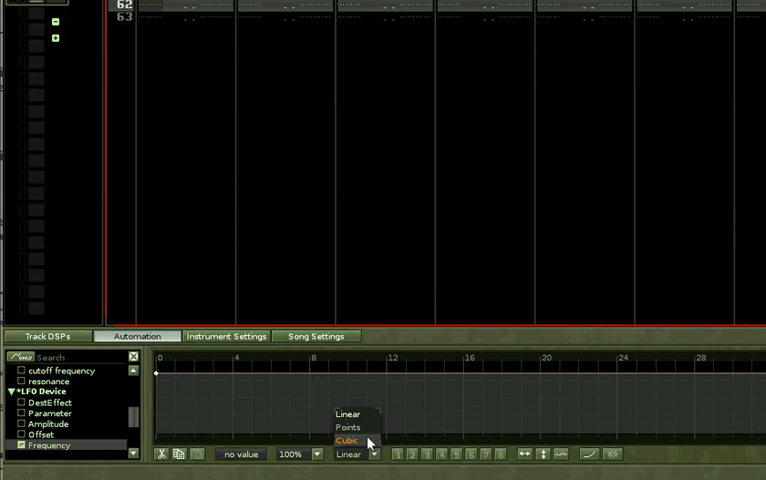 62
63
Track DSPs Automation Instrument Settings Song Settings
Search
cutoff frequency
resonance
*LFO Device
DestEffect
Parameter
Amplitude
Offset
Frequency
0 4 8 12 16 20 24 28
Linear
Points
Cubic
no value 100% Linear 1 2 3 4 5 6 7 8